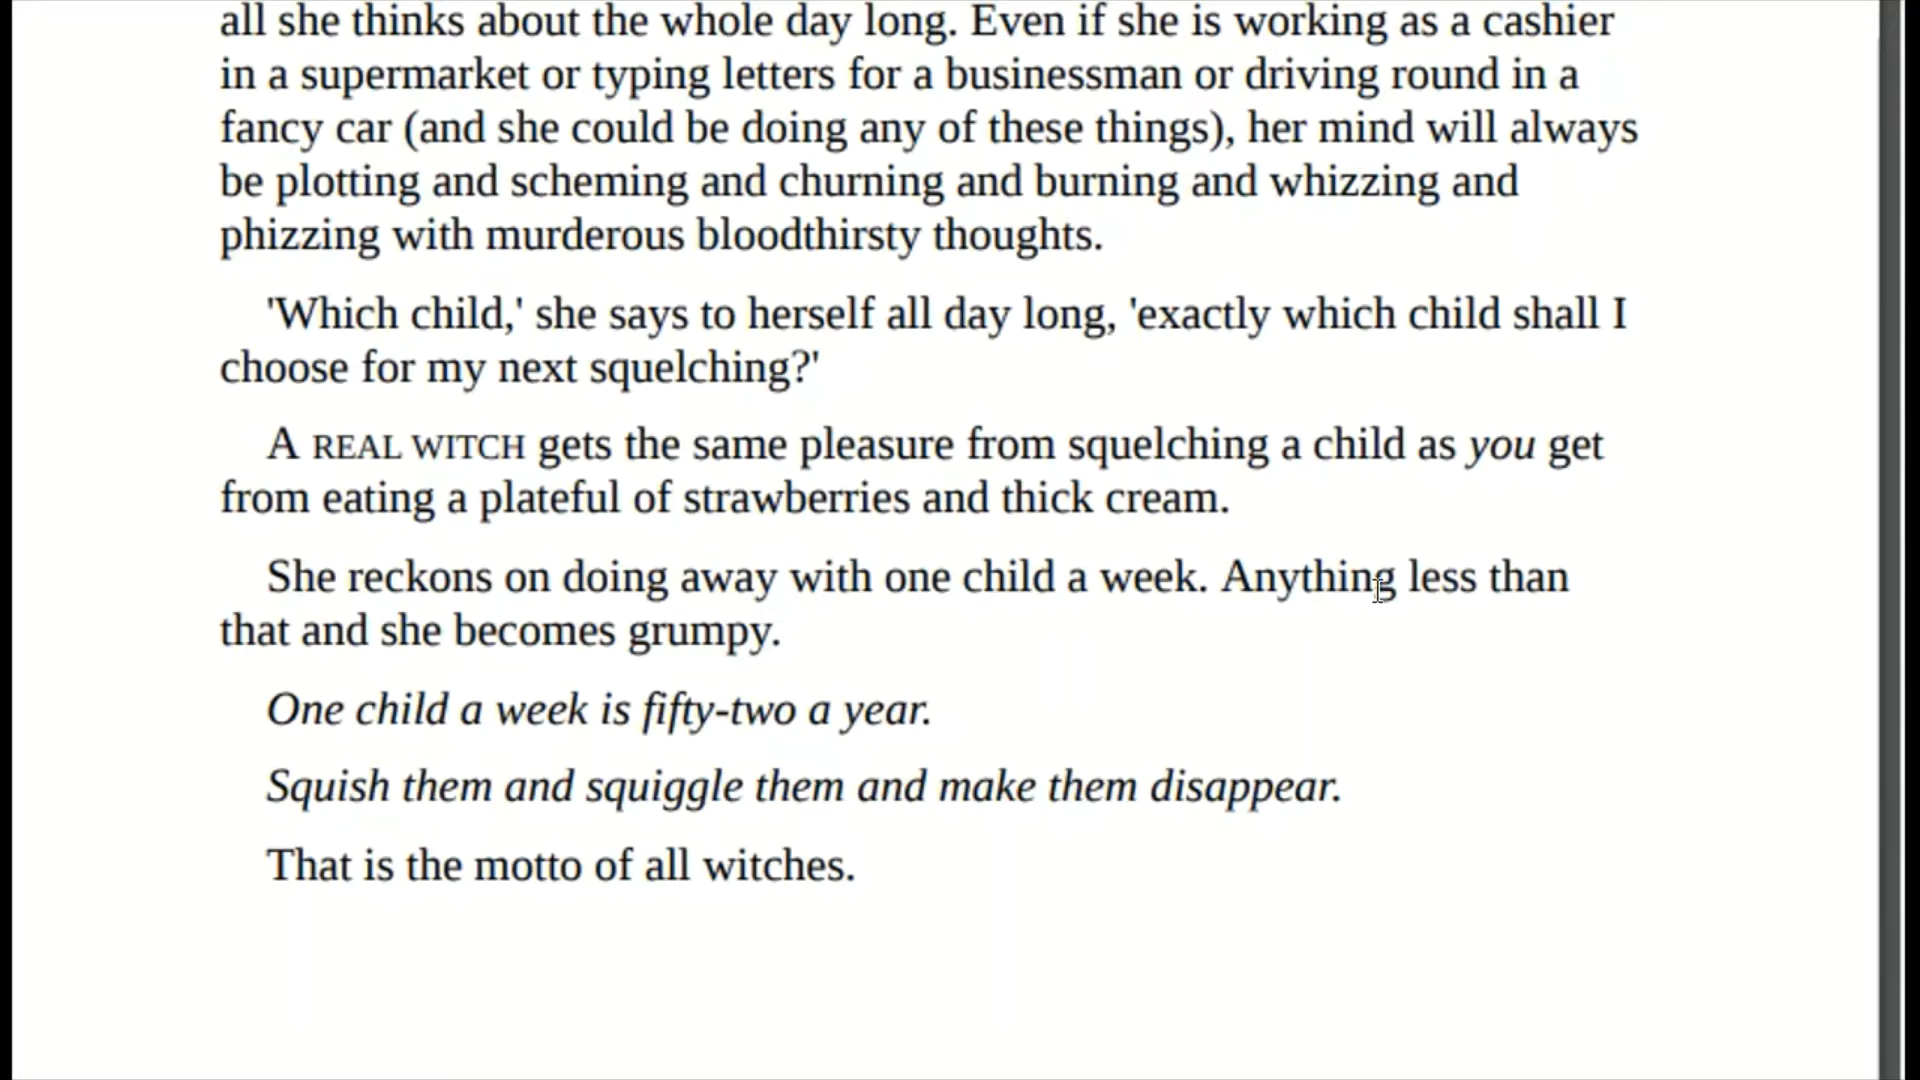 all she thinks about the whole day long. Even if she is working as a cashier
in a supermarket or typing letters for a businessman or driving round in a
fancy car (and she could be doing any of these things), her mind will always
be plotting and scheming and churning and burning and whizzing and
phizzing with murderous bloodthirsty thoughts.
'Which child,' she says to herself all day long, 'exactly which child shall I
choose for my next squelching?'
A REAL WITCH gets the same pleasure from squelching a child as you get
from eating a plateful of strawberries and thick cream.
She reckons on doing away with one child a week. Anything less than
that and she becomes grumpy.
One child a week is fifty-two a year.
Squish them and squiggle them and make them disappear.
That is the motto of all witches.